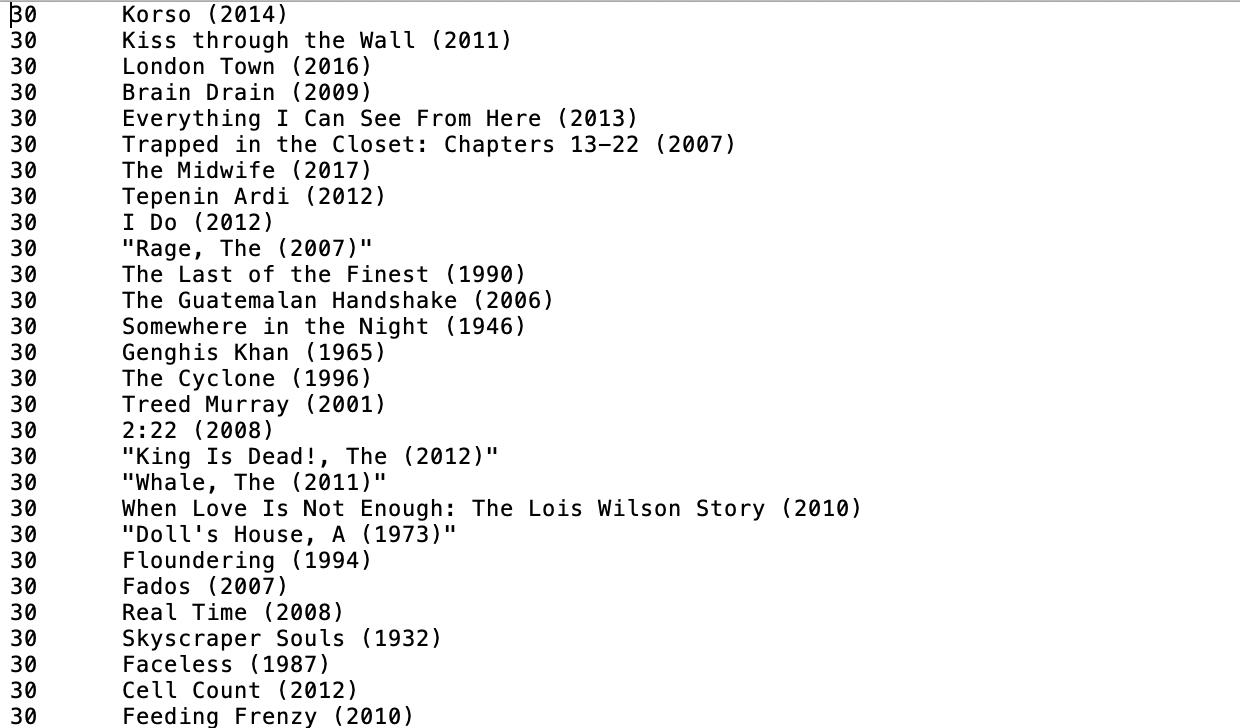 30	Korso (2014)
30	Kiss through the Wall (2011)
30	London Town (2016)
30	Brain Drain (2009)
30	Everything I Can See From Here (2013)
30	Trapped in the Closet: Chapters 13–22 (2007)
30	The Midwife (2017)
30	Tepenin Ardi (2012)
30	I Do (2012)
30	"Rage, The (2007)"
30	The Last of the Finest (1990)
30	The Guatemalan Handshake (2006)
30	Somewhere in the Night (1946)
30	Genghis Khan (1965)
30	The Cyclone (1996)
30	Treed Murray (2001)
30	2:22 (2008)
30	"King Is Dead!, The (2012)"
30	"Whale, The (2011)"
30	When Love Is Not Enough: The Lois Wilson Story (2010)
30	"Doll's House, A (1973)"
30	Floundering (1994)
30	Fados (2007)
30	Real Time (2008)
30	Skyscraper Souls (1932)
30	Faceless (1987)
30	Cell Count (2012)
30	Feeding Frenzy (2010)